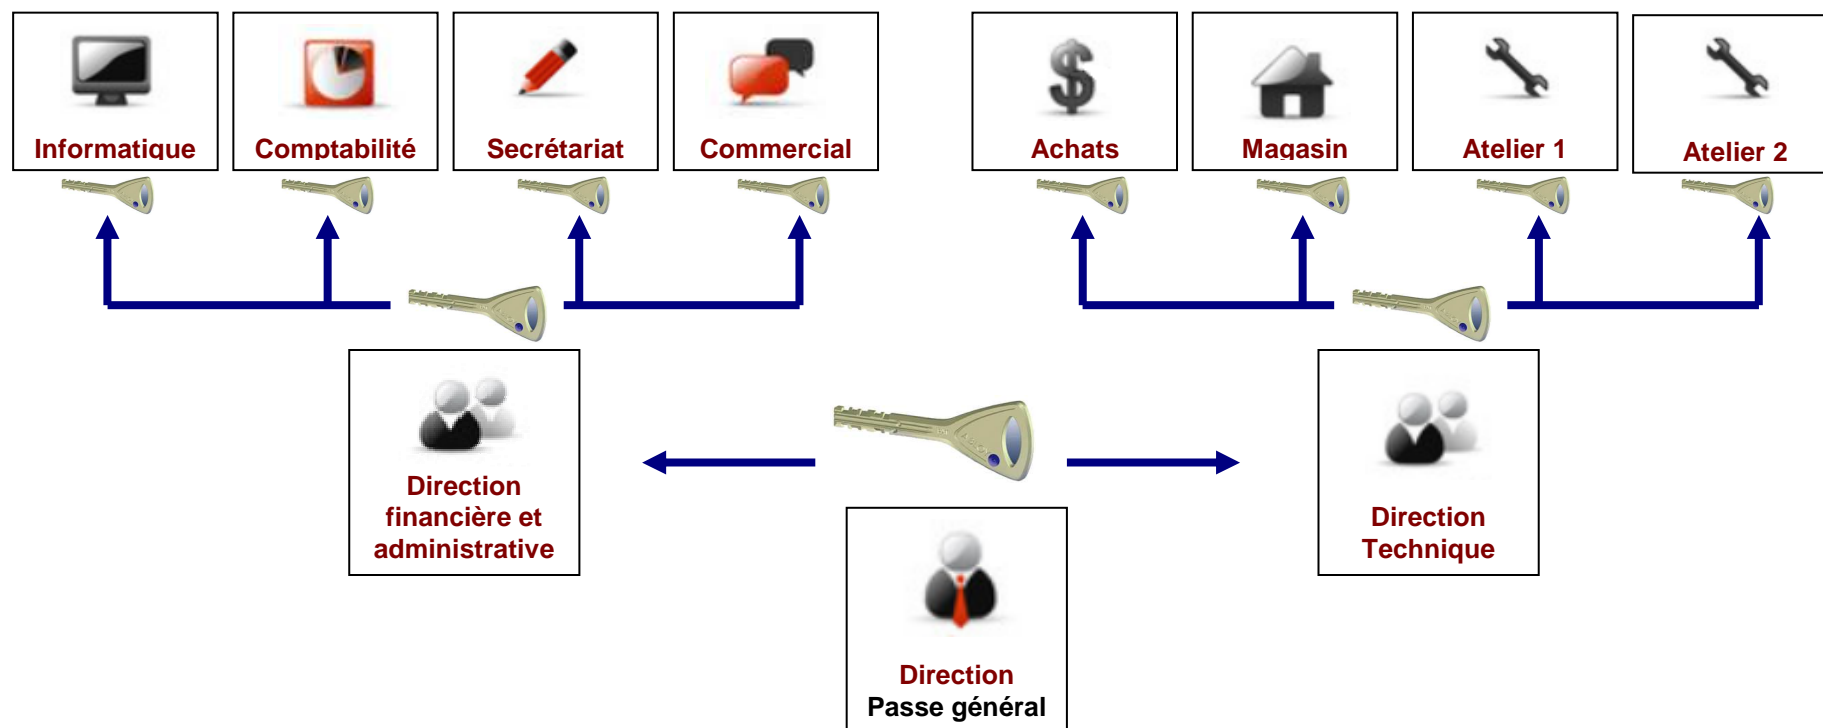 Informatique
Comptabilité
Secrétariat
Commercial
Achats
Magasin
Atelier 1
Atelier 2
Direction
financière et
administrative
Direction
Technique
Direction
Passe général